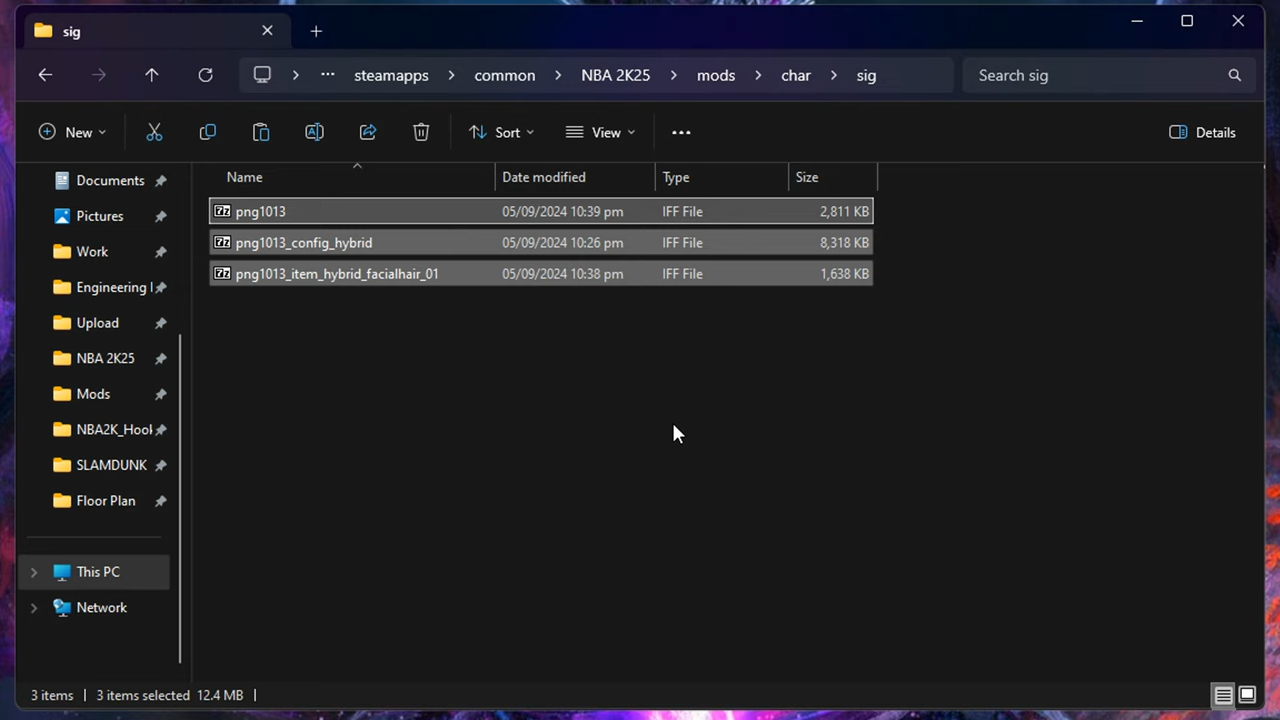 sig
steamapps common NBA 2K25 mods char sig Search sig
New Sort View Details
Name Date modified Type Size
Documents
Pictures
Work
Engineering
Upload
NBA 2K25
Mods
NBA2K_Hool
SLAMDUNK
Floor Plan
This PC
Network
png1013 05/09/2024 10:39 pm IFF File 2,811 KB
png1013_config_hybrid 05/09/2024 10:26 pm IFF File 8,318 KB
png1013_item_hybrid_facialhair_01 05/09/2024 10:38 pm IFF File 1,638 KB
3 items 3 items selected 12.4 MB